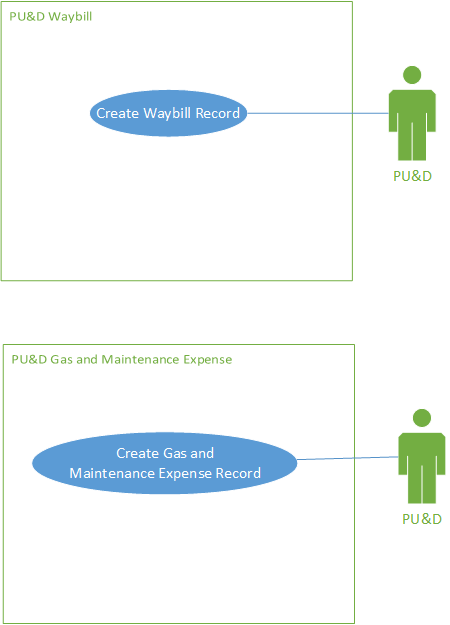 PU&D Waybill
Create Waybill Record
PU&D
PU&D Gas and Maintenance Expense
Create Gas and
Maintenance Expense Record
PU&D